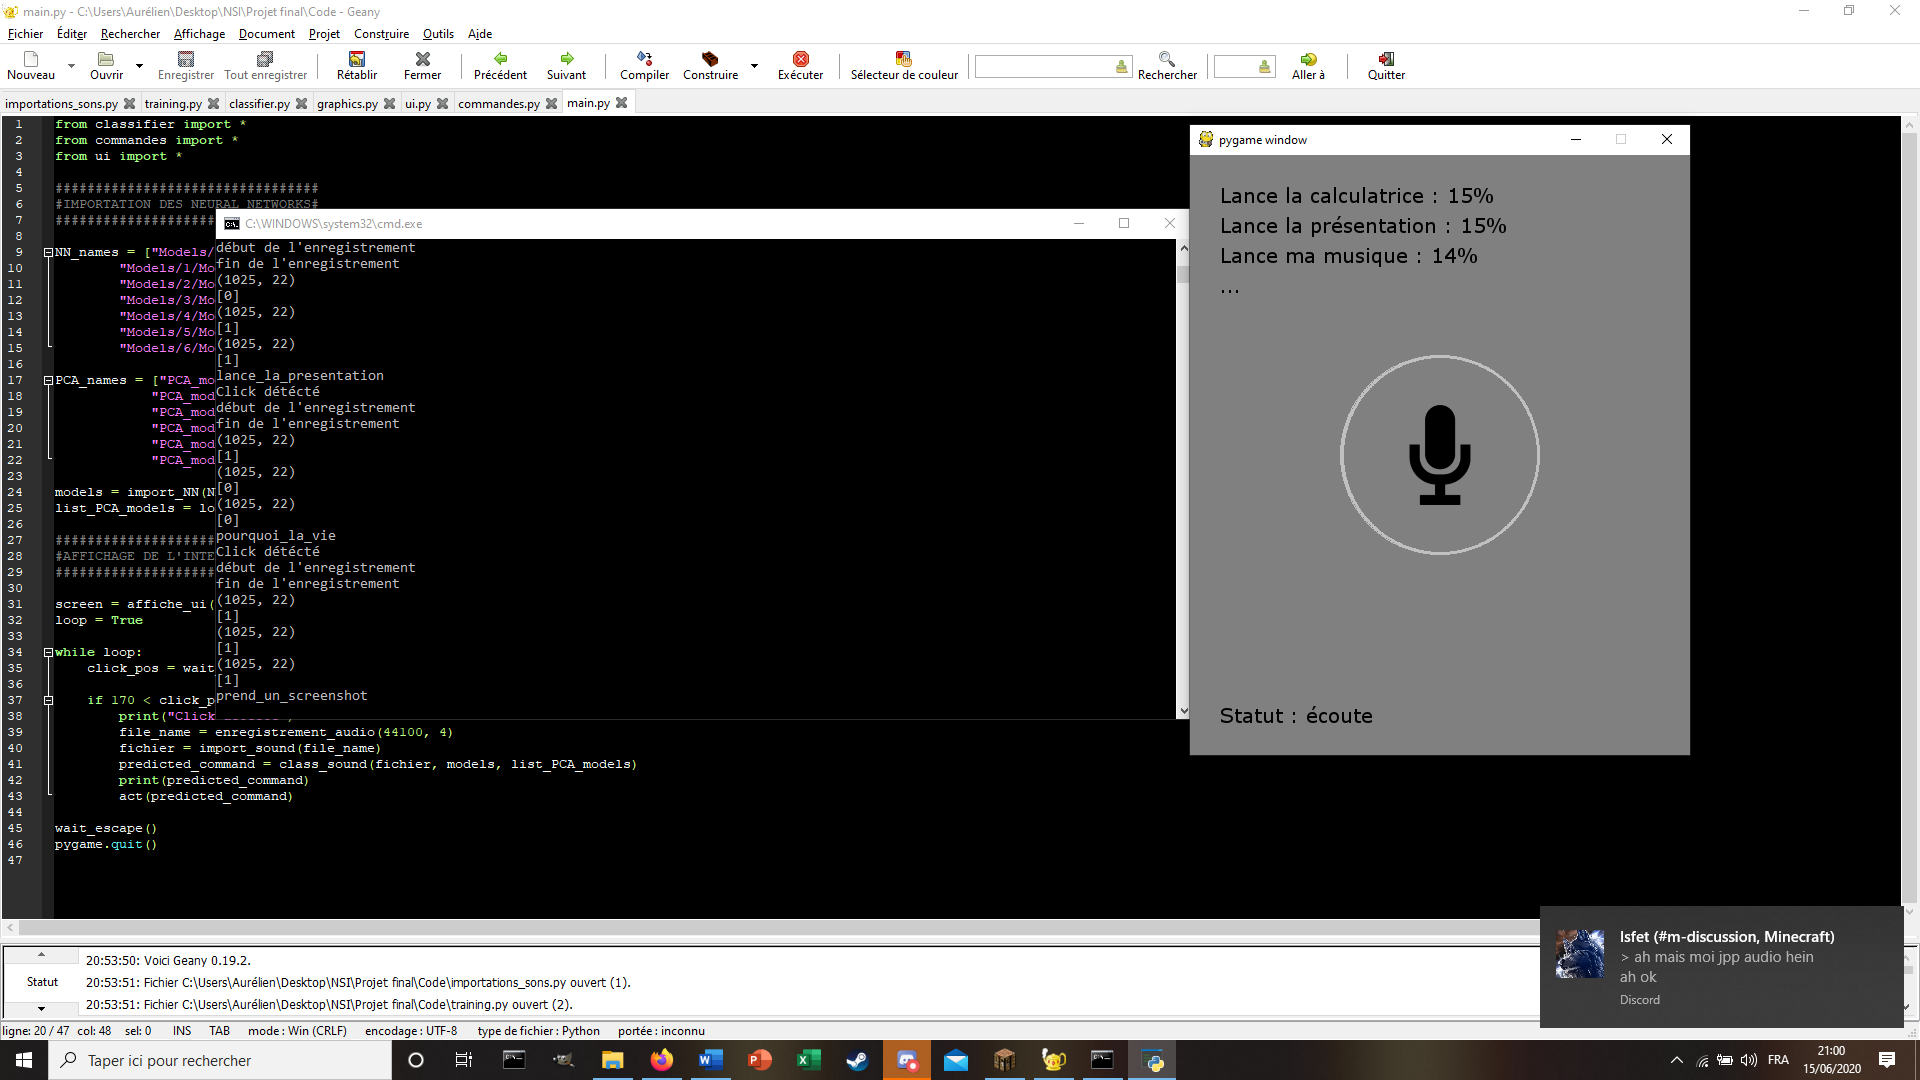 main.py - C:\Users\Aurélien\Desktop\NSI\Projet final\Code - Geany
Fichier Éditer Rechercher Affichage Document Projet Construire Outils Aide
Nouveau Ouvrir Enregistrer Tout enregistrer Rétablir Fermer Précédent Suivant Compiler Construire Exécuter Sélecteur de couleur Rechercher Aller à Quitter
importations_sons.py training.py classifier.py graphics.py ui.py commandes.py main.py
1 from classifier import *
2 from commandes import *
3 from ui import *
4
5 #################################
6 #IMPORTATION DES NEURAL NETWORKS#
7 ####################
8
9 NN_names = ["Models/
10 "Models/1/Mo
11 "Models/2/Mo
12 "Models/3/Mo
13 "Models/4/Mo
14 "Models/5/Mo
15 "Models/6/Mo
16
17 PCA_names = ["PCA_mo
18 "PCA_mod
19 "PCA_mod
20 "PCA_mod
21 "PCA_mod
22 "PCA_mod
23
24 models = import_NN(N
25 list_PCA_models = lo
26
27 ####################
28 #AFFICHAGE DE L'INTE
29 ####################
30
31 screen = affiche_ui(
32 loop = True
33
34 while loop:
35 click_pos = wait_
36
37 if 170 < click_p
38 print("Click
39 file_name = enregistrement_audio(44100, 4)
40 fichier = import_sound(file_name)
41 predicted_command = class_sound(fichier, models, list_PCA_models)
42 print(predicted_command)
43 act(predicted_command)
44
45 wait_escape()
46 pygame.quit()
47
C:\WINDOWS\system32\cmd.exe
début de l'enregistrement
fin de l'enregistrement
(1025, 22)
[0]
(1025, 22)
[1]
(1025, 22)
[1]
lance_la_presentation
Click détécté
début de l'enregistrement
fin de l'enregistrement
(1025, 22)
[1]
(1025, 22)
[0]
(1025, 22)
[0]
pourquoi_la_vie
Click détécté
début de l'enregistrement
fin de l'enregistrement
(1025, 22)
[1]
(1025, 22)
[1]
(1025, 22)
[1]
prend_un_screenshot
pygame window
Lance la calculatrice : 15%
Lance la présentation : 15%
Lance ma musique : 14%
...
Statut : écoute
Statut
20:53:50: Voici Geany 0.19.2.
20:53:51: Fichier C:\Users\Aurélien\Desktop\NSI\Projet final\Code\importations_sons.py ouvert (1).
20:53:51: Fichier C:\Users\Aurélien\Desktop\NSI\Projet final\Code\training.py ouvert (2).
Isfet (#m-discussion, Minecraft)
> ah mais moi jpp audio hein
ah ok
Discord
ligne: 20 / 47 col: 48 sel: 0 INS TAB mode : Win (CRLF) encodage : UTF-8 type de fichier : Python portée : inconnu
Taper ici pour rechercher
FRA
21:00
15/06/2020